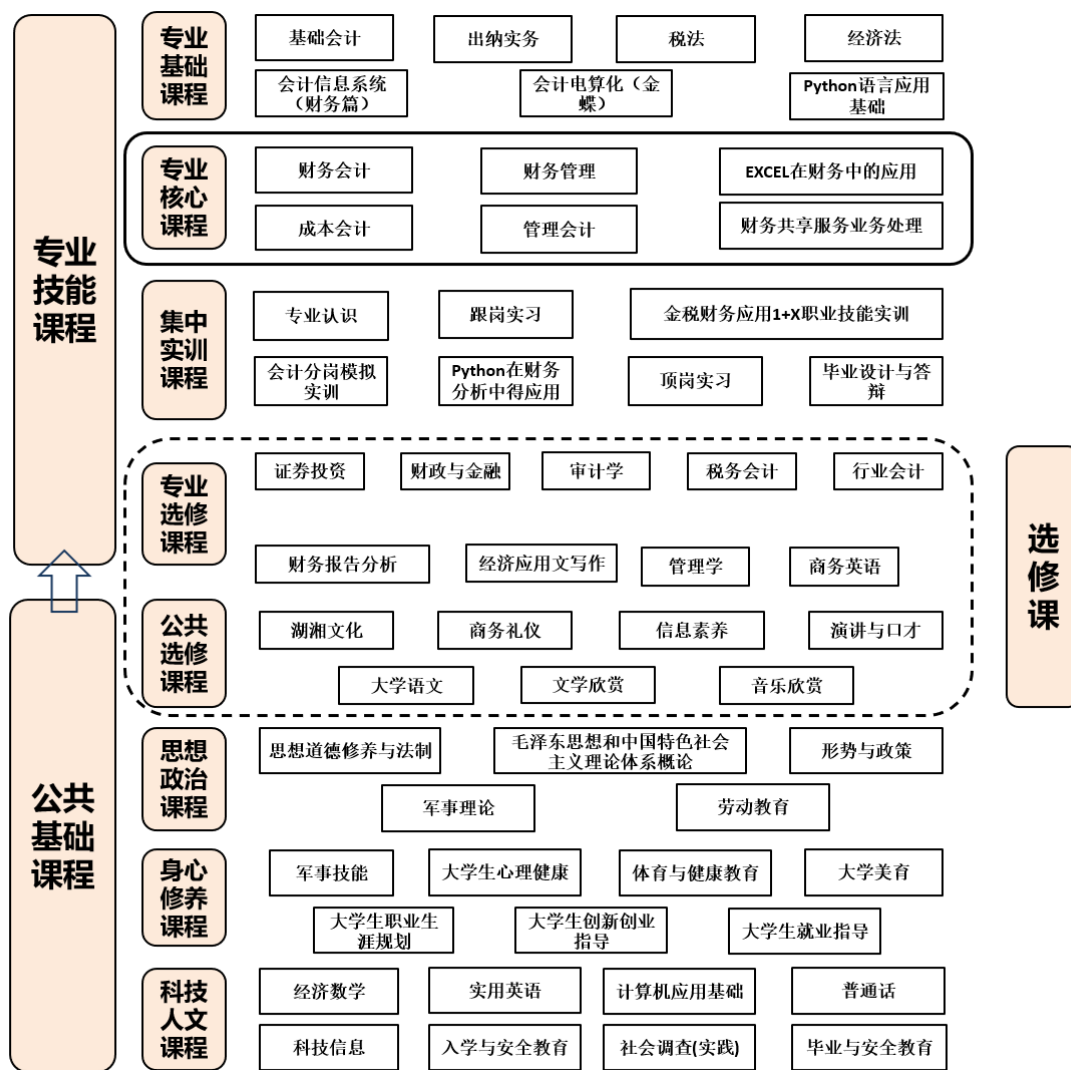 专业技能课程
专业基础课程
基础会计
出纳实务
税法
经济法
会计信息系统
（财务篇）
会计电算化（金
蝶）
Python语言应用
基础
专业核心课程
财务会计
财务管理
EXCEL在财务中的应用
成本会计
管理会计
财务共享服务业务处理
集中实训课程
专业认识
跟岗实习
金税财务应用1+X职业技能实训
会计分岗模拟
实训
Python在财务
分析中得应用
顶岗实习
毕业设计与答
辩
专业选修课程
证券投资
财政与金融
审计学
税务会计
行业会计
财务报告分析
经济应用文写作
管理学
商务英语
选修课
公共基础课程
公共选修课程
湖湘文化
商务礼仪
信息素养
演讲与口才
大学语文
文学欣赏
音乐欣赏
思想政治课程
思想道德修养与法制
毛泽东思想和中国特色社会
主义理论体系概论
形势与政策
军事理论
劳动教育
身心修养课程
军事技能
大学生心理健康
体育与健康教育
大学美育
大学生职业生
涯规划
大学生创新创业
指导
大学生就业指导
科技人文课程
经济数学
实用英语
计算机应用基础
普通话
科技信息
入学与安全教育
社会调查(实践)
毕业与安全教育